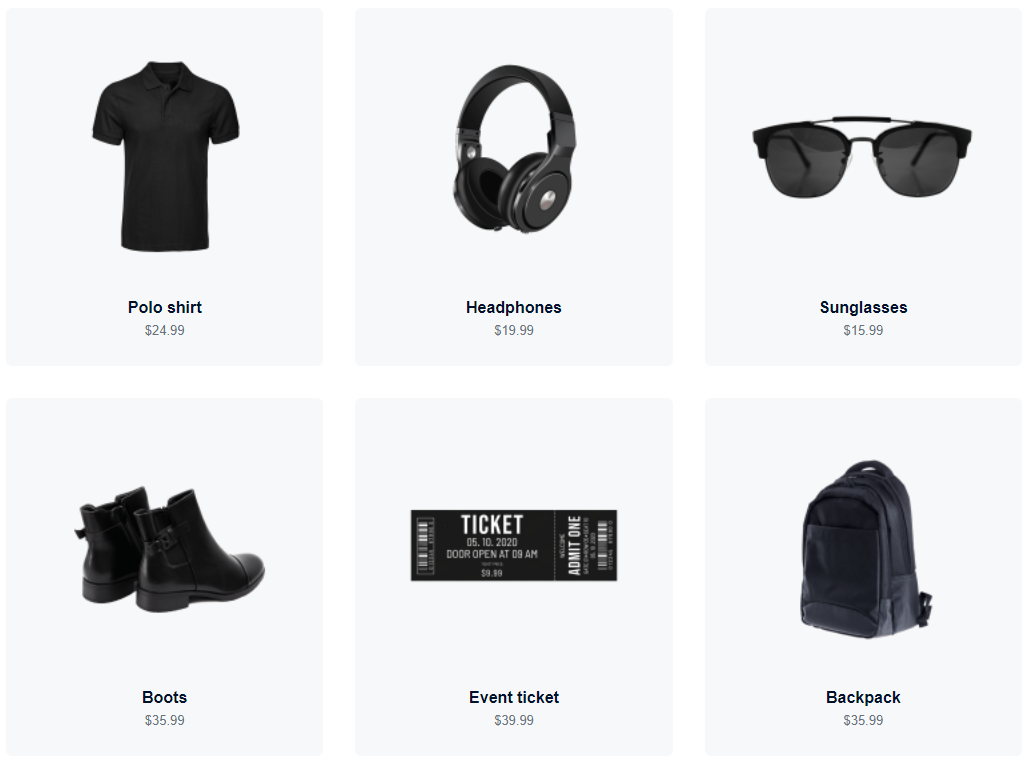 Polo shirt
$24.99
Headphones
$19.99
Sunglasses
$15.99
TICKET
05. 10. 2020
DOOR OPEN AT 09 AM
$9.99
WELCOME
ADMIT ONE
Boots
$35.99
Event ticket
$39.99
Backpack
$35.99